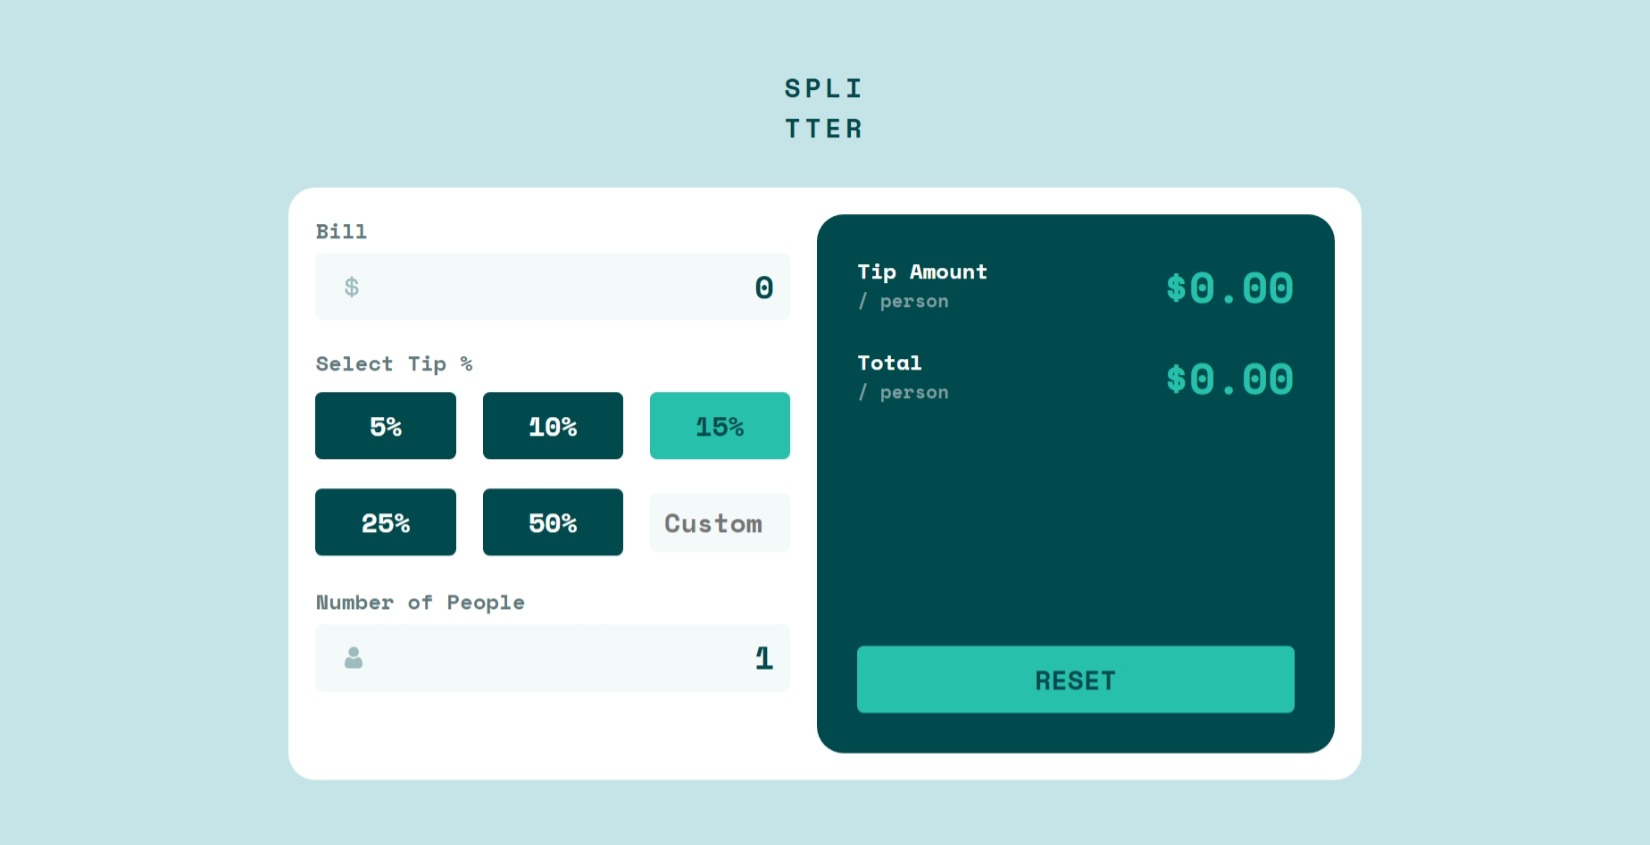 SPLI
TTER
Bill
$ 0
Select Tip %
5% 10% 15%
25% 50% Custom
Number of People
1
Tip Amount
/ person
$0.00
Total
/ person
$0.00
RESET